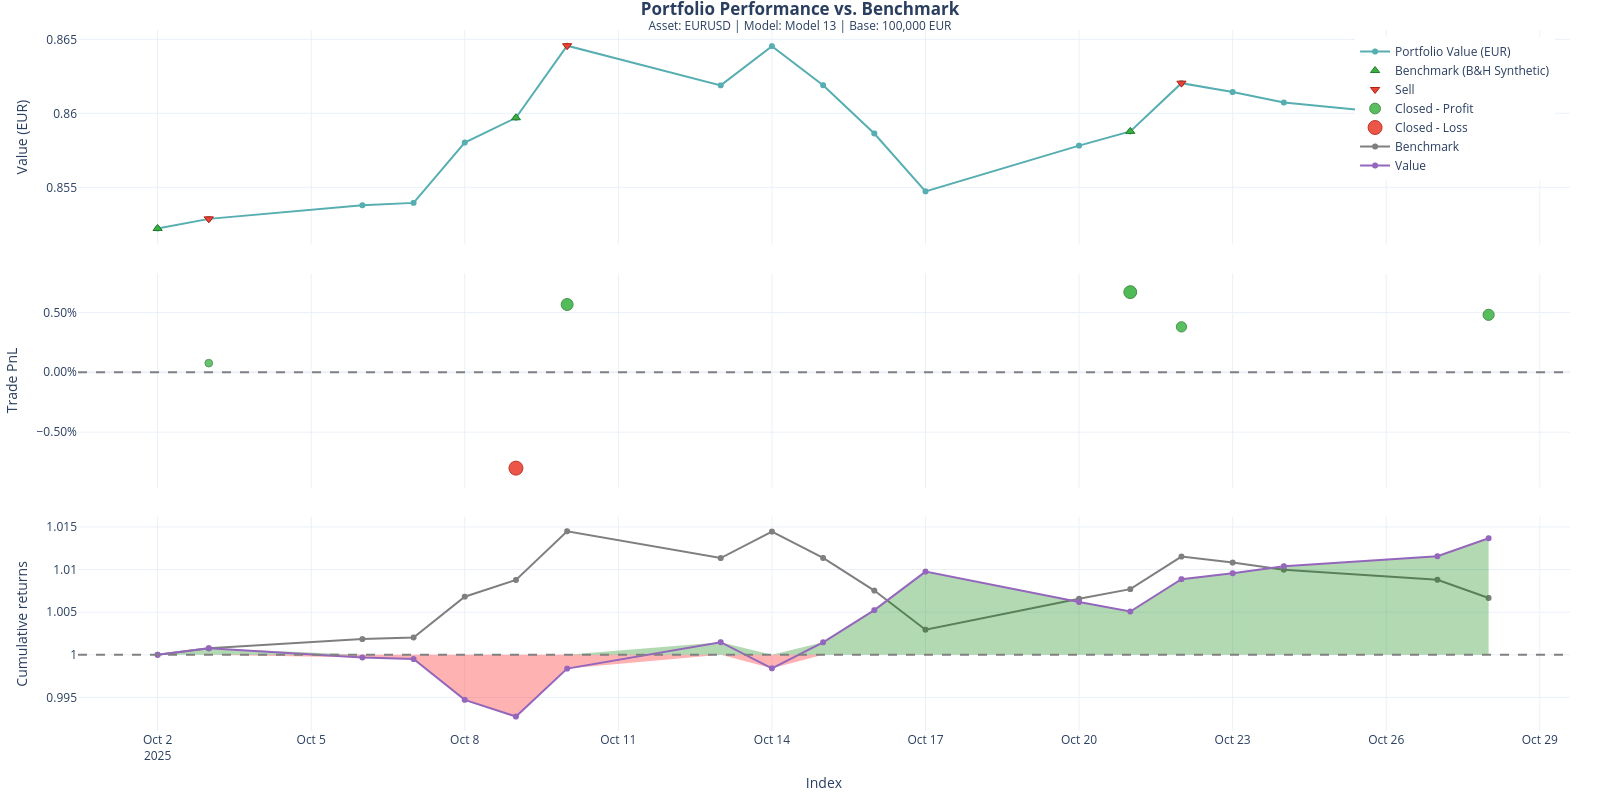 Portfolio Performance vs. Benchmark
Asset: EURUSD | Model: Model 13 | Base: 100,000 EUR
Value (EUR)
0.865
0.86
0.855
Portfolio Value (EUR)
Benchmark (B&H Synthetic)
Sell
Closed - Profit
Closed - Loss
Benchmark
Value
Trade PnL
0.50%
0.00%
−0.50%
Cumulative returns
1.015
1.01
1.005
1
0.995
Oct 2
2025
Oct 5
Oct 8
Oct 11
Oct 14
Oct 17
Oct 20
Oct 23
Oct 26
Oct 29
Index